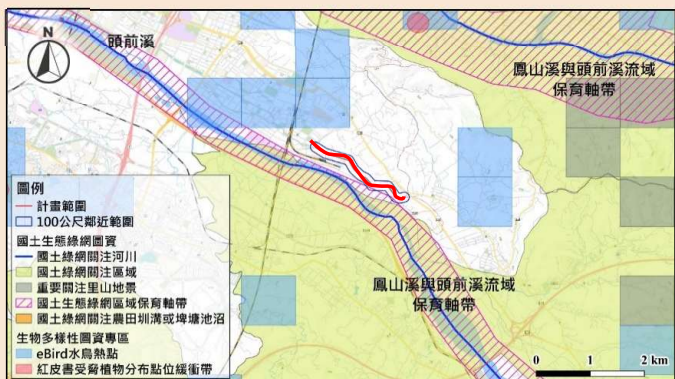 N
頭前溪
鳳山溪與頭前溪流域
保育軸帶
圖例
計畫範圍
100公尺鄰近範圍
國土生態綠網圖資
國土綠網關注河川
國土綠網關注區域
重要關注里山地景
國土生態綠網區域保育軸帶
國土綠網關注農田圳溝或埤塘池沼
生物多樣性圖資專區
eBird水鳥熱點
紅皮書受脅植物分布點位緩衝帶
鳳山溪與頭前溪流域
保育軸帶
0 1 2 km